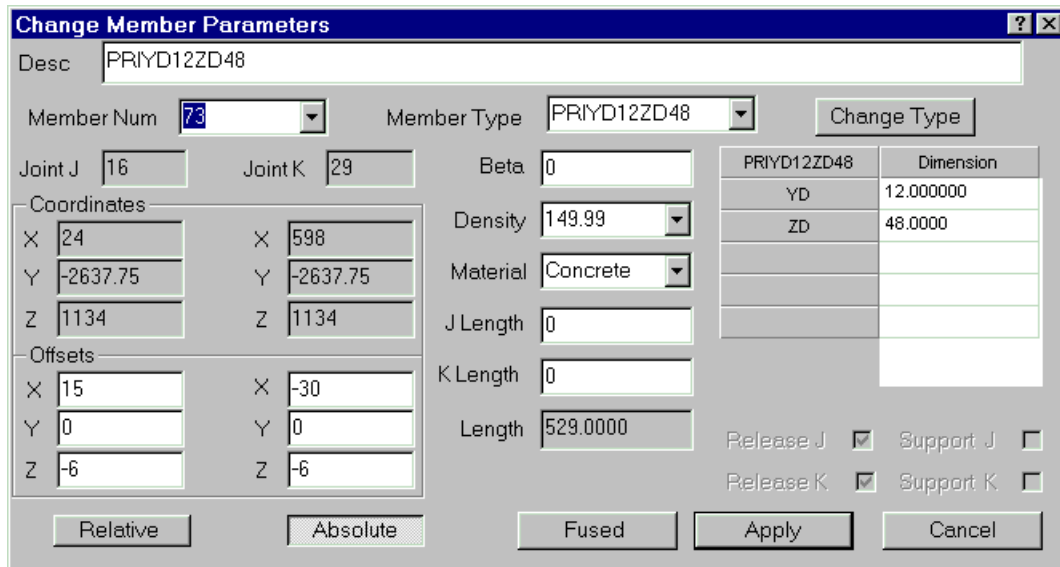 Change Member Parameters ? ×
Desc PRIYD12ZD48
Member Num 73 Member Type PRIYD12ZD48 Change Type
Joint J 16 Joint K 29 Beta 0 PRIYD12ZD48 Dimension
YD 12.000000
Coordinates
Density 149.99 ZD 48.0000
X 24 X 598
Y -2637.75 Y -2637.75 Material Concrete
Z 1134 Z 1134 J Length 0
Offsets
K Length 0
X 15 X -30
Y 0 Y 0 Length 529.0000 Release J Support J
Z -6 Z -6 Release K Support K
Relative Absolute Fused Apply Cancel